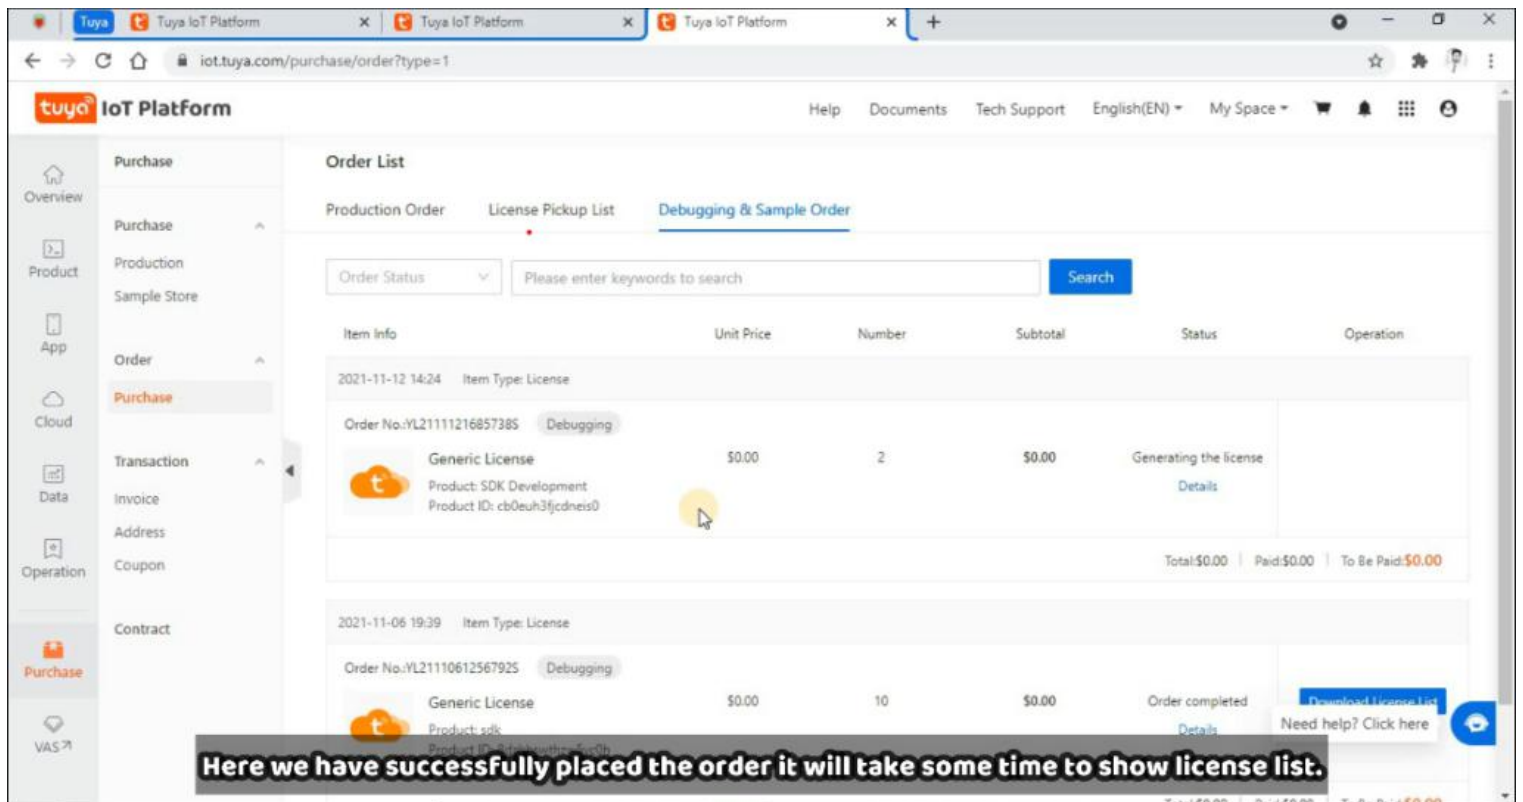 Tuya
Tuya IoT Platform
Tuya IoT Platform
Tuya IoT Platform
iot.tuya.com/purchase/order?type=1
tuya IoT Platform
Help Documents Tech Support English(EN) My Space
Overview
Product
App
Cloud
Data
Operation
Purchase
VAS
Purchase
Purchase
Production
Sample Store
Order
Purchase
Transaction
Invoice
Address
Coupon
Contract
Order List
Production Order License Pickup List Debugging & Sample Order
Order Status Please enter keywords to search Search
Item Info Unit Price Number Subtotal Status Operation
2021-11-12 14:24 Item Type: License
Order No.:YL2111121685738S Debugging
Generic License $0.00 2 $0.00 Generating the license
Product: SDK Development Details
Product ID: cb0euh3fjcdneis0
Total:$0.00 Paid:$0.00 To Be Paid:$0.00
2021-11-06 19:39 Item Type: License
Order No.:YL2111061256792S Debugging
Generic License $0.00 10 $0.00 Order completed Download License List
Product: sdk Details
Product ID:
Need help? Click here
Here we have successfully placed the order it will take some time to show license list.